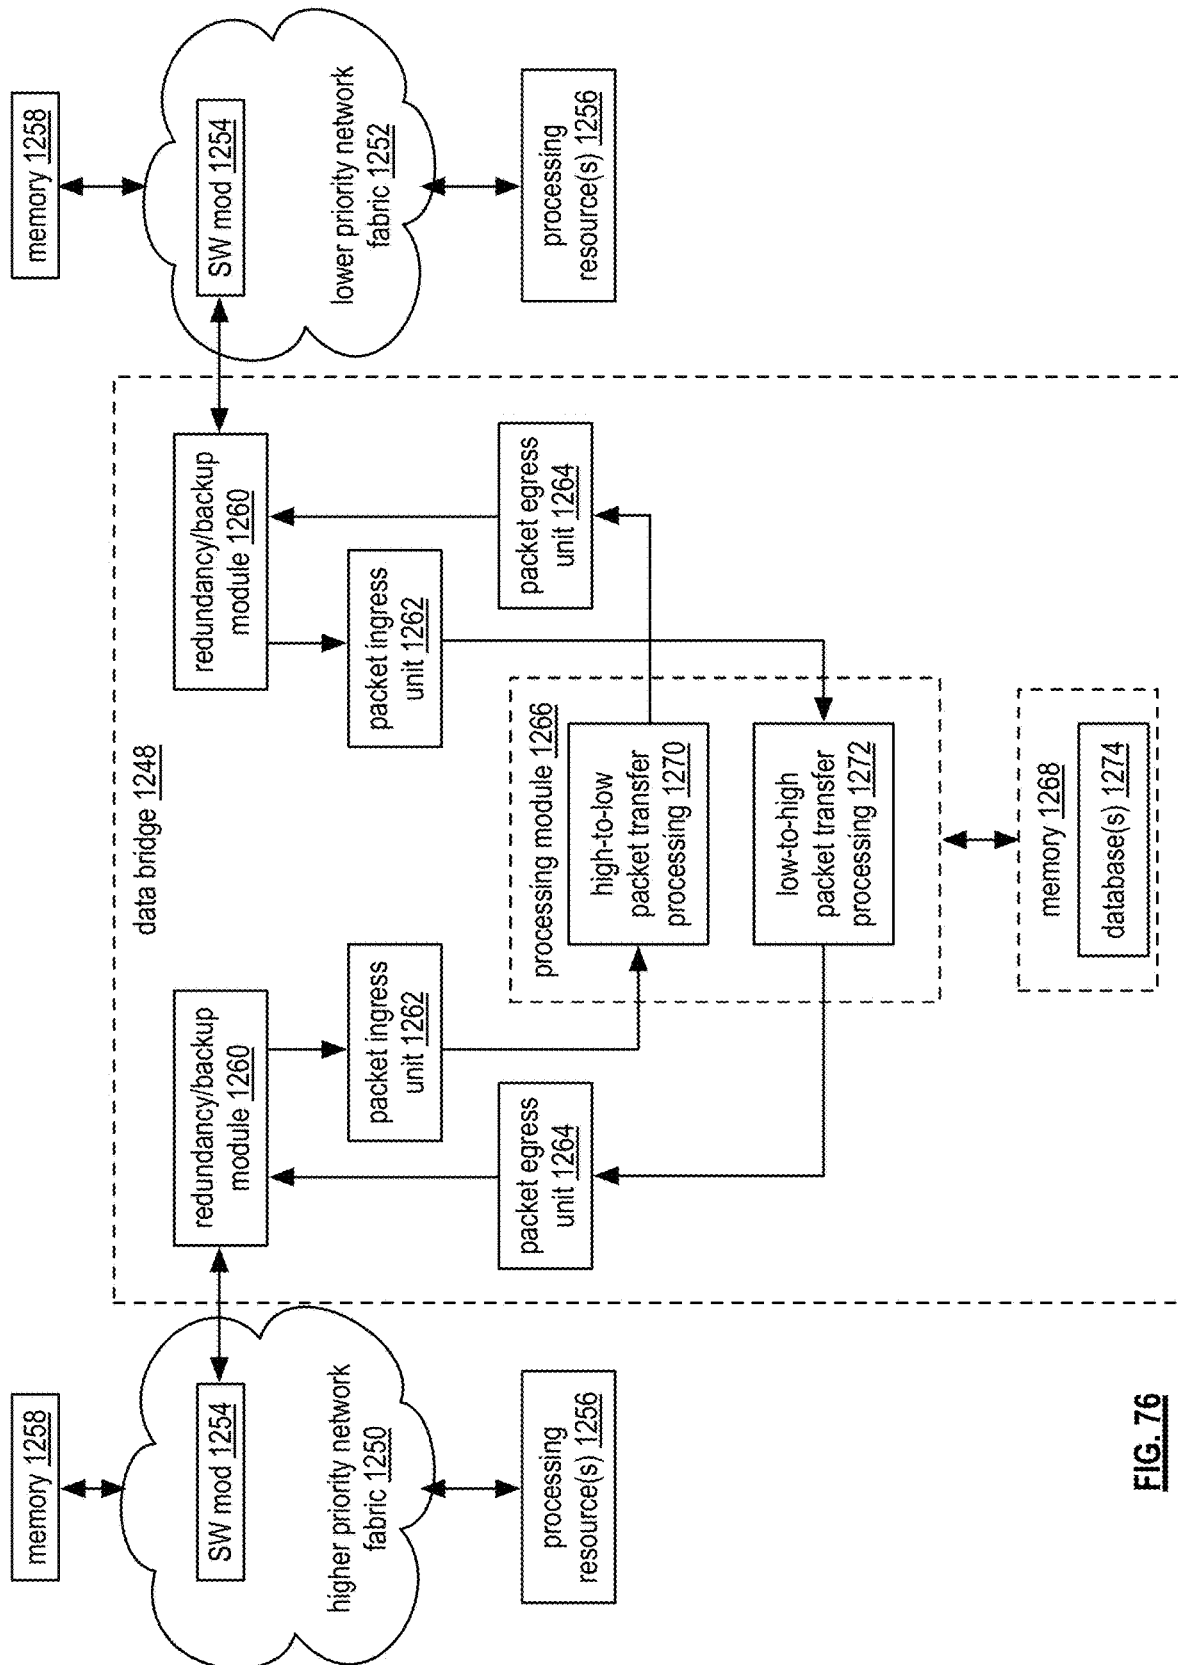 memory 1258
SW mod 1254
higher priority network
fabric 1250
processing
resource(s) 1256
data bridge 1248
redundancy/backup
module 1260
packet ingress
unit 1262
packet egress
unit 1264
processing module 1266
high-to-low
packet transfer
processing 1270
low-to-high
packet transfer
processing 1272
memory 1268
database(s) 1274
redundancy/backup
module 1260
packet ingress
unit 1262
packet egress
unit 1264
memory 1258
SW mod 1254
lower priority network
fabric 1252
processing
resource(s) 1256
FIG. 76